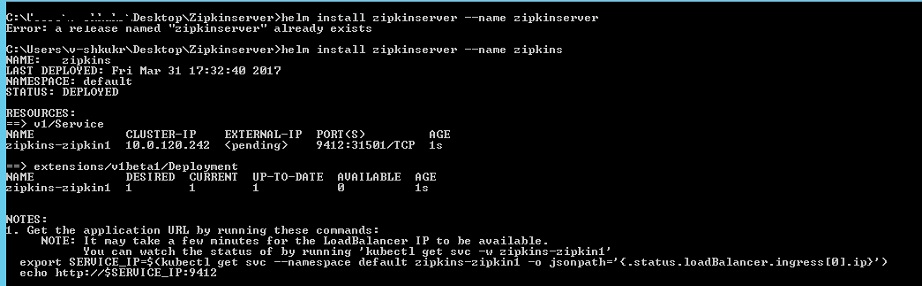 C:\ Desktop\Zipkinserver>helm install zipkinserver --name zipkinserver
Error: a release named "zipkinserver" already exists
C:\Users\v-shkukr\Desktop\Zipkinserver>helm install zipkinserver --name zipkins
NAME: zipkins
LAST DEPLOYED: Fri Mar 31 17:32:40 2017
NAMESPACE: default
STATUS: DEPLOYED
RESOURCES:
==> v1/Service
NAME CLUSTER-IP EXTERNAL-IP PORT(S) AGE
zipkins-zipkin1 10.0.120.242 <pending> 9412:31501/TCP 1s
==> extensions/v1beta1/Deployment
NAME DESIRED CURRENT UP-TO-DATE AVAILABLE AGE
zipkins-zipkin1 1 1 1 0 1s
NOTES:
1. Get the application URL by running these commands:
NOTE: It may take a few minutes for the LoadBalancer IP to be available.
You can watch the status of by running 'kubectl get svc -w zipkins-zipkin1'
export SERVICE_IP=$(kubectl get svc --namespace default zipkins-zipkin1 -o jsonpath='{.status.loadBalancer.ingress[0].ip}')
echo http://$SERVICE_IP:9412